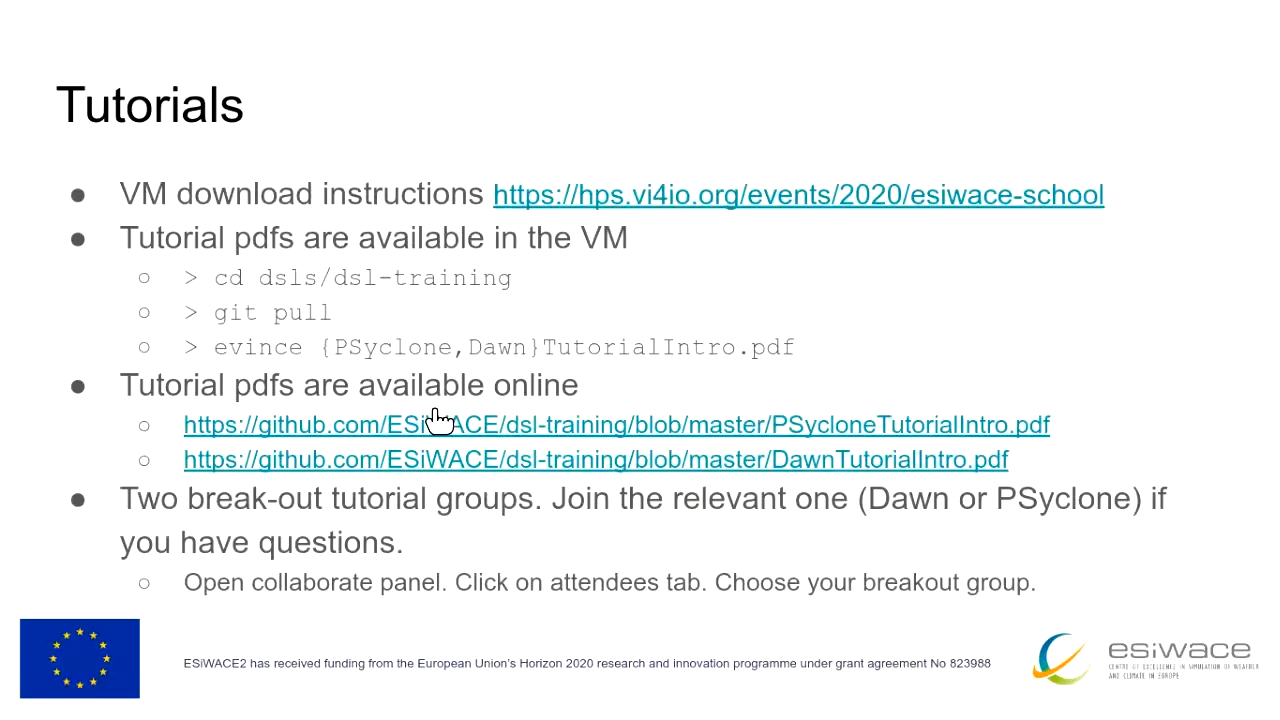 Tutorials
● VM download instructions https://hps.vi4io.org/events/2020/esiwace-school
● Tutorial pdfs are available in the VM
○ > cd dsls/dsl-training
○ > git pull
○ > evince {PSyclone,Dawn}TutorialIntro.pdf
● Tutorial pdfs are available online
○ https://github.com/ESiWACE/dsl-training/blob/master/PSycloneTutorialIntro.pdf
○ https://github.com/ESiWACE/dsl-training/blob/master/DawnTutorialIntro.pdf
● Two break-out tutorial groups. Join the relevant one (Dawn or PSyclone) if
you have questions.
○ Open collaborate panel. Click on attendees tab. Choose your breakout group.
ESiWACE2 has received funding from the European Union's Horizon 2020 research and innovation programme under grant agreement No 823988
esiwace
CENTRE OF EXCELLENCE IN SIMULATION OF WEATHER
AND CLIMATE IN EUROPE